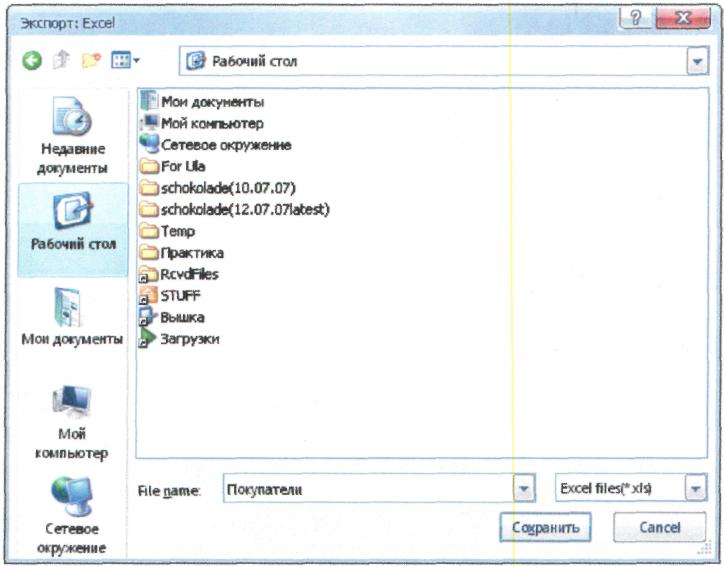 Экспорт: Excel
Рабочий стол
Недавние
документы
Рабочий стол
Мои документы
Мой
компьютер
Сетевое
окружение
Мои документы
Мой компьютер
Сетевое окружение
For Ula
schokolade(10.07.07)
schokolade(12.07.07latest)
Temp
Практика
RcvdFiles
STUFF
Вышка
Загрузки
File name:
Покупатели
Excel files(*.xls)
Сохранить
Cancel